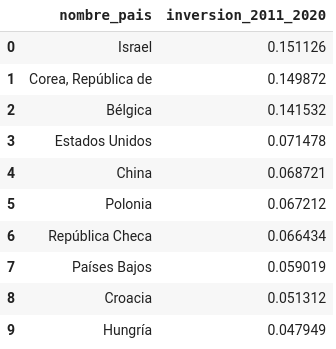 nombre_pais inversion_2011_2020
0 Israel 0.151126
1 Corea, República de 0.149872
2 Bélgica 0.141532
3 Estados Unidos 0.071478
4 China 0.068721
5 Polonia 0.067212
6 República Checa 0.066434
7 Países Bajos 0.059019
8 Croacia 0.051312
9 Hungría 0.047949